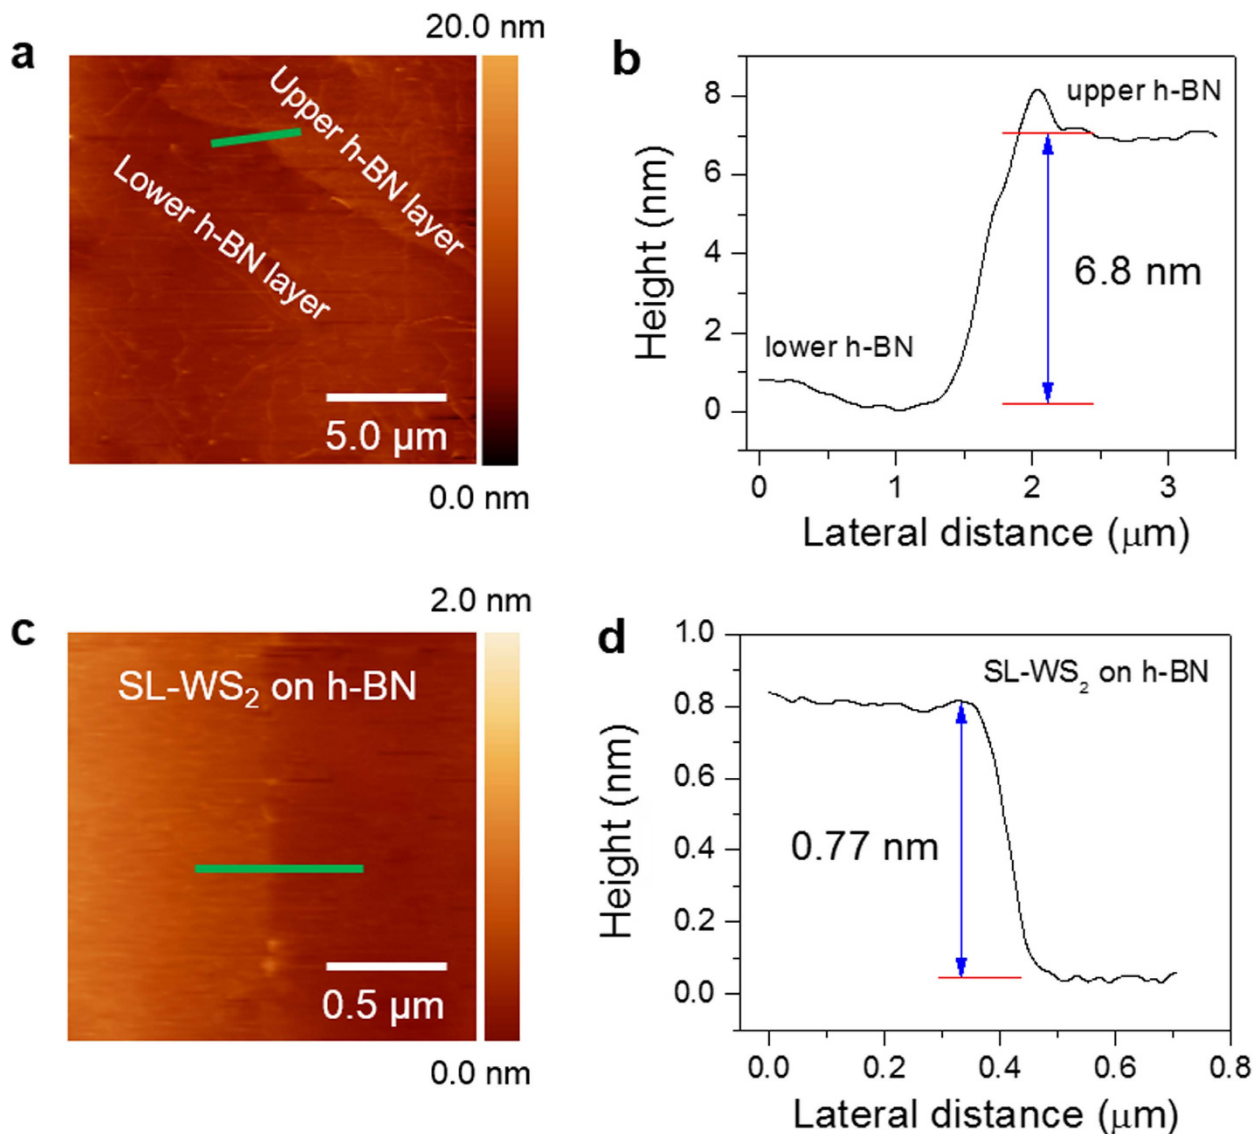 a
20.0 nm
Upper h-BN layer
Lower h-BN layer
5.0 μm
0.0 nm
b
Height (nm)
8
6
4
2
0
upper h-BN
6.8 nm
lower h-BN
0 1 2 3
Lateral distance (μm)
c
2.0 nm
SL-WS₂ on h-BN
0.5 μm
0.0 nm
d
Height (nm)
1.0
0.8
0.6
0.4
0.2
0.0
SL-WS₂ on h-BN
0.77 nm
0.0 0.2 0.4 0.6 0.8
Lateral distance (μm)